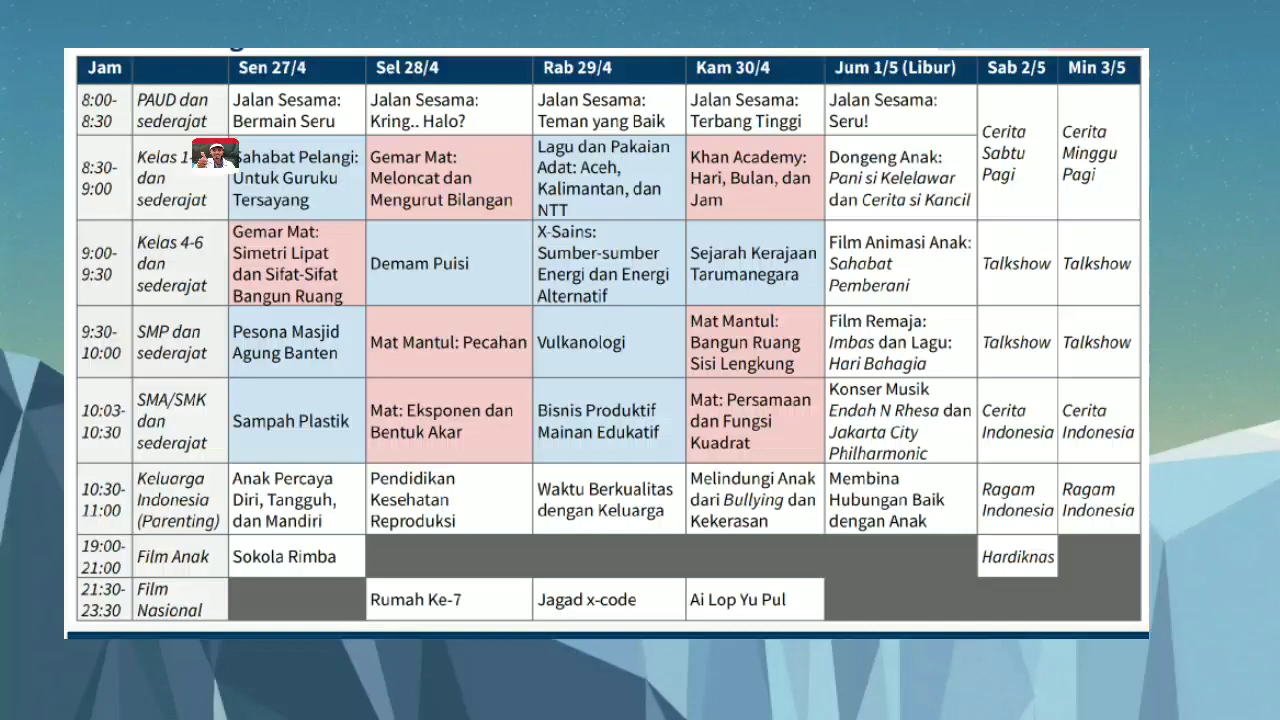 Jam Sen 27/4 Sel 28/4 Rab 29/4 Kam 30/4 Jum 1/5 (Libur) Sab 2/5 Min 3/5
8:00-
8:30
PAUD dan
sederajat
Jalan Sesama:
Bermain Seru
Jalan Sesama:
Kring.. Halo?
Jalan Sesama:
Teman yang Baik
Jalan Sesama:
Terbang Tinggi
Jalan Sesama:
Seru!
Cerita
Sabtu
Pagi
Cerita
Minggu
Pagi
8:30-
9:00
Kelas 1-
dan
sederajat
Sahabat Pelangi:
Untuk Guruku
Tersayang
Gemar Mat:
Meloncat dan
Mengurut Bilangan
Lagu dan Pakaian
Adat: Aceh,
Kalimantan, dan
NTT
Khan Academy:
Hari, Bulan, dan
Jam
Dongeng Anak:
Pani si Kelelawar
dan Cerita si Kancil
9:00-
9:30
Kelas 4-6
dan
sederajat
Gemar Mat:
Simetri Lipat
dan Sifat-Sifat
Bangun Ruang
Demam Puisi
X-Sains:
Sumber-sumber
Energi dan Energi
Alternatif
Sejarah Kerajaan
Tarumanegara
Film Animasi Anak:
Sahabat
Pemberani
Talkshow
Talkshow
9:30-
10:00
SMP dan
sederajat
Pesona Masjid
Agung Banten
Mat Mantul: Pecahan
Vulkanologi
Mat Mantul:
Bangun Ruang
Sisi Lengkung
Film Remaja:
Imbas dan Lagu:
Hari Bahagia
Talkshow
Talkshow
10:03-
10:30
SMA/SMK
dan
sederajat
Sampah Plastik
Mat: Eksponen dan
Bentuk Akar
Bisnis Produktif
Mainan Edukatif
Mat: Persamaan
dan Fungsi
Kuadrat
Konser Musik
Endah N Rhesa dan
Jakarta City
Philharmonic
Cerita
Indonesia
Cerita
Indonesia
10:30-
11:00
Keluarga
Indonesia
(Parenting)
Anak Percaya
Diri, Tangguh,
dan Mandiri
Pendidikan
Kesehatan
Reproduksi
Waktu Berkualitas
dengan Keluarga
Melindungi Anak
dari Bullying dan
Kekerasan
Membina
Hubungan Baik
dengan Anak
Ragam
Indonesia
Ragam
Indonesia
19:00-
21:00
Film Anak
Sokola Rimba
Hardiknas
21:30-
23:30
Film
Nasional
Rumah Ke-7
Jagad x-code
Ai Lop Yu Pul